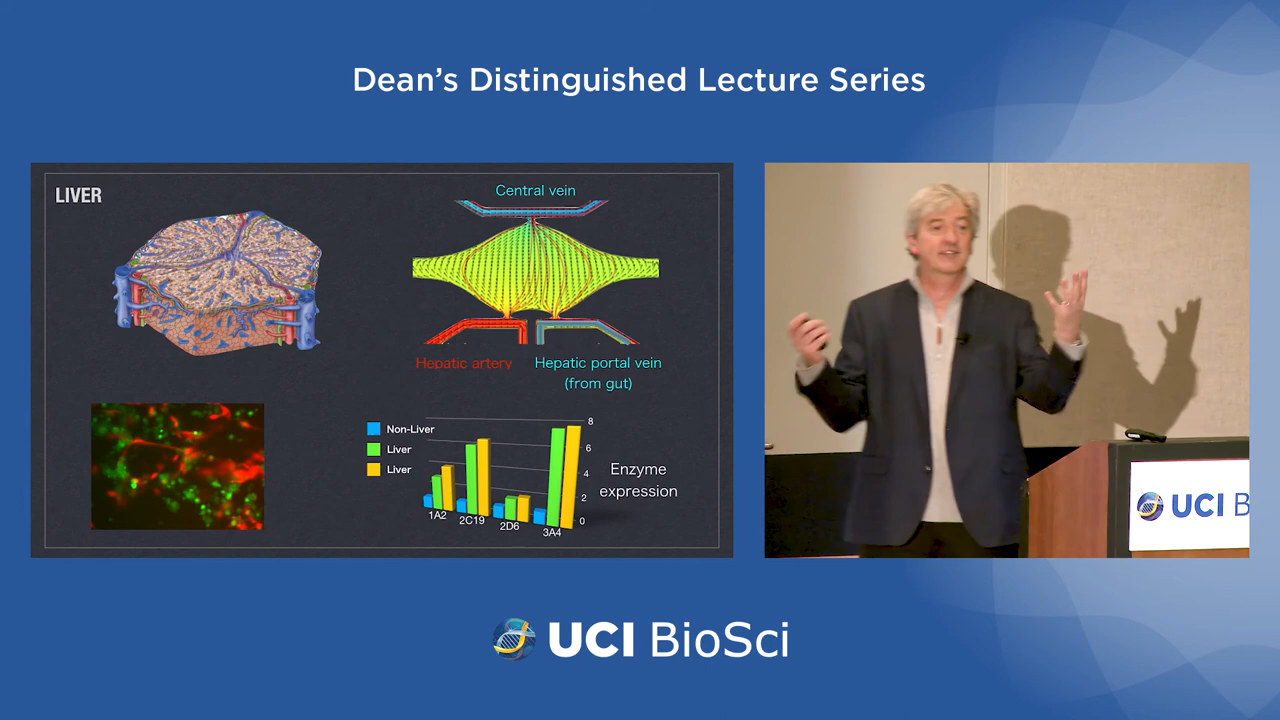 Dean's Distinguished Lecture Series
LIVER
Central vein
Hepatic artery
Hepatic portal vein
(from gut)
Non-Liver
Liver
Liver
8
6
4
2
0
1A2
2C19
2D6
3A4
Enzyme
expression
UCI B
UCI BioSci